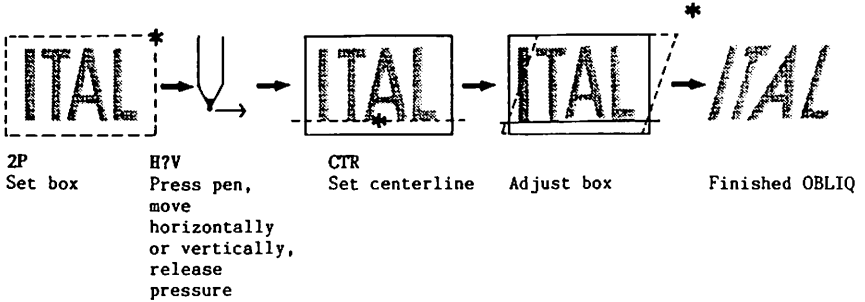 ITAL ITAL ITAL ITAL
2P H?V CTR
Set box Press pen, Set centerline Adjust box Finished OBLIQ
move
horizontally
or vertically,
release
pressure